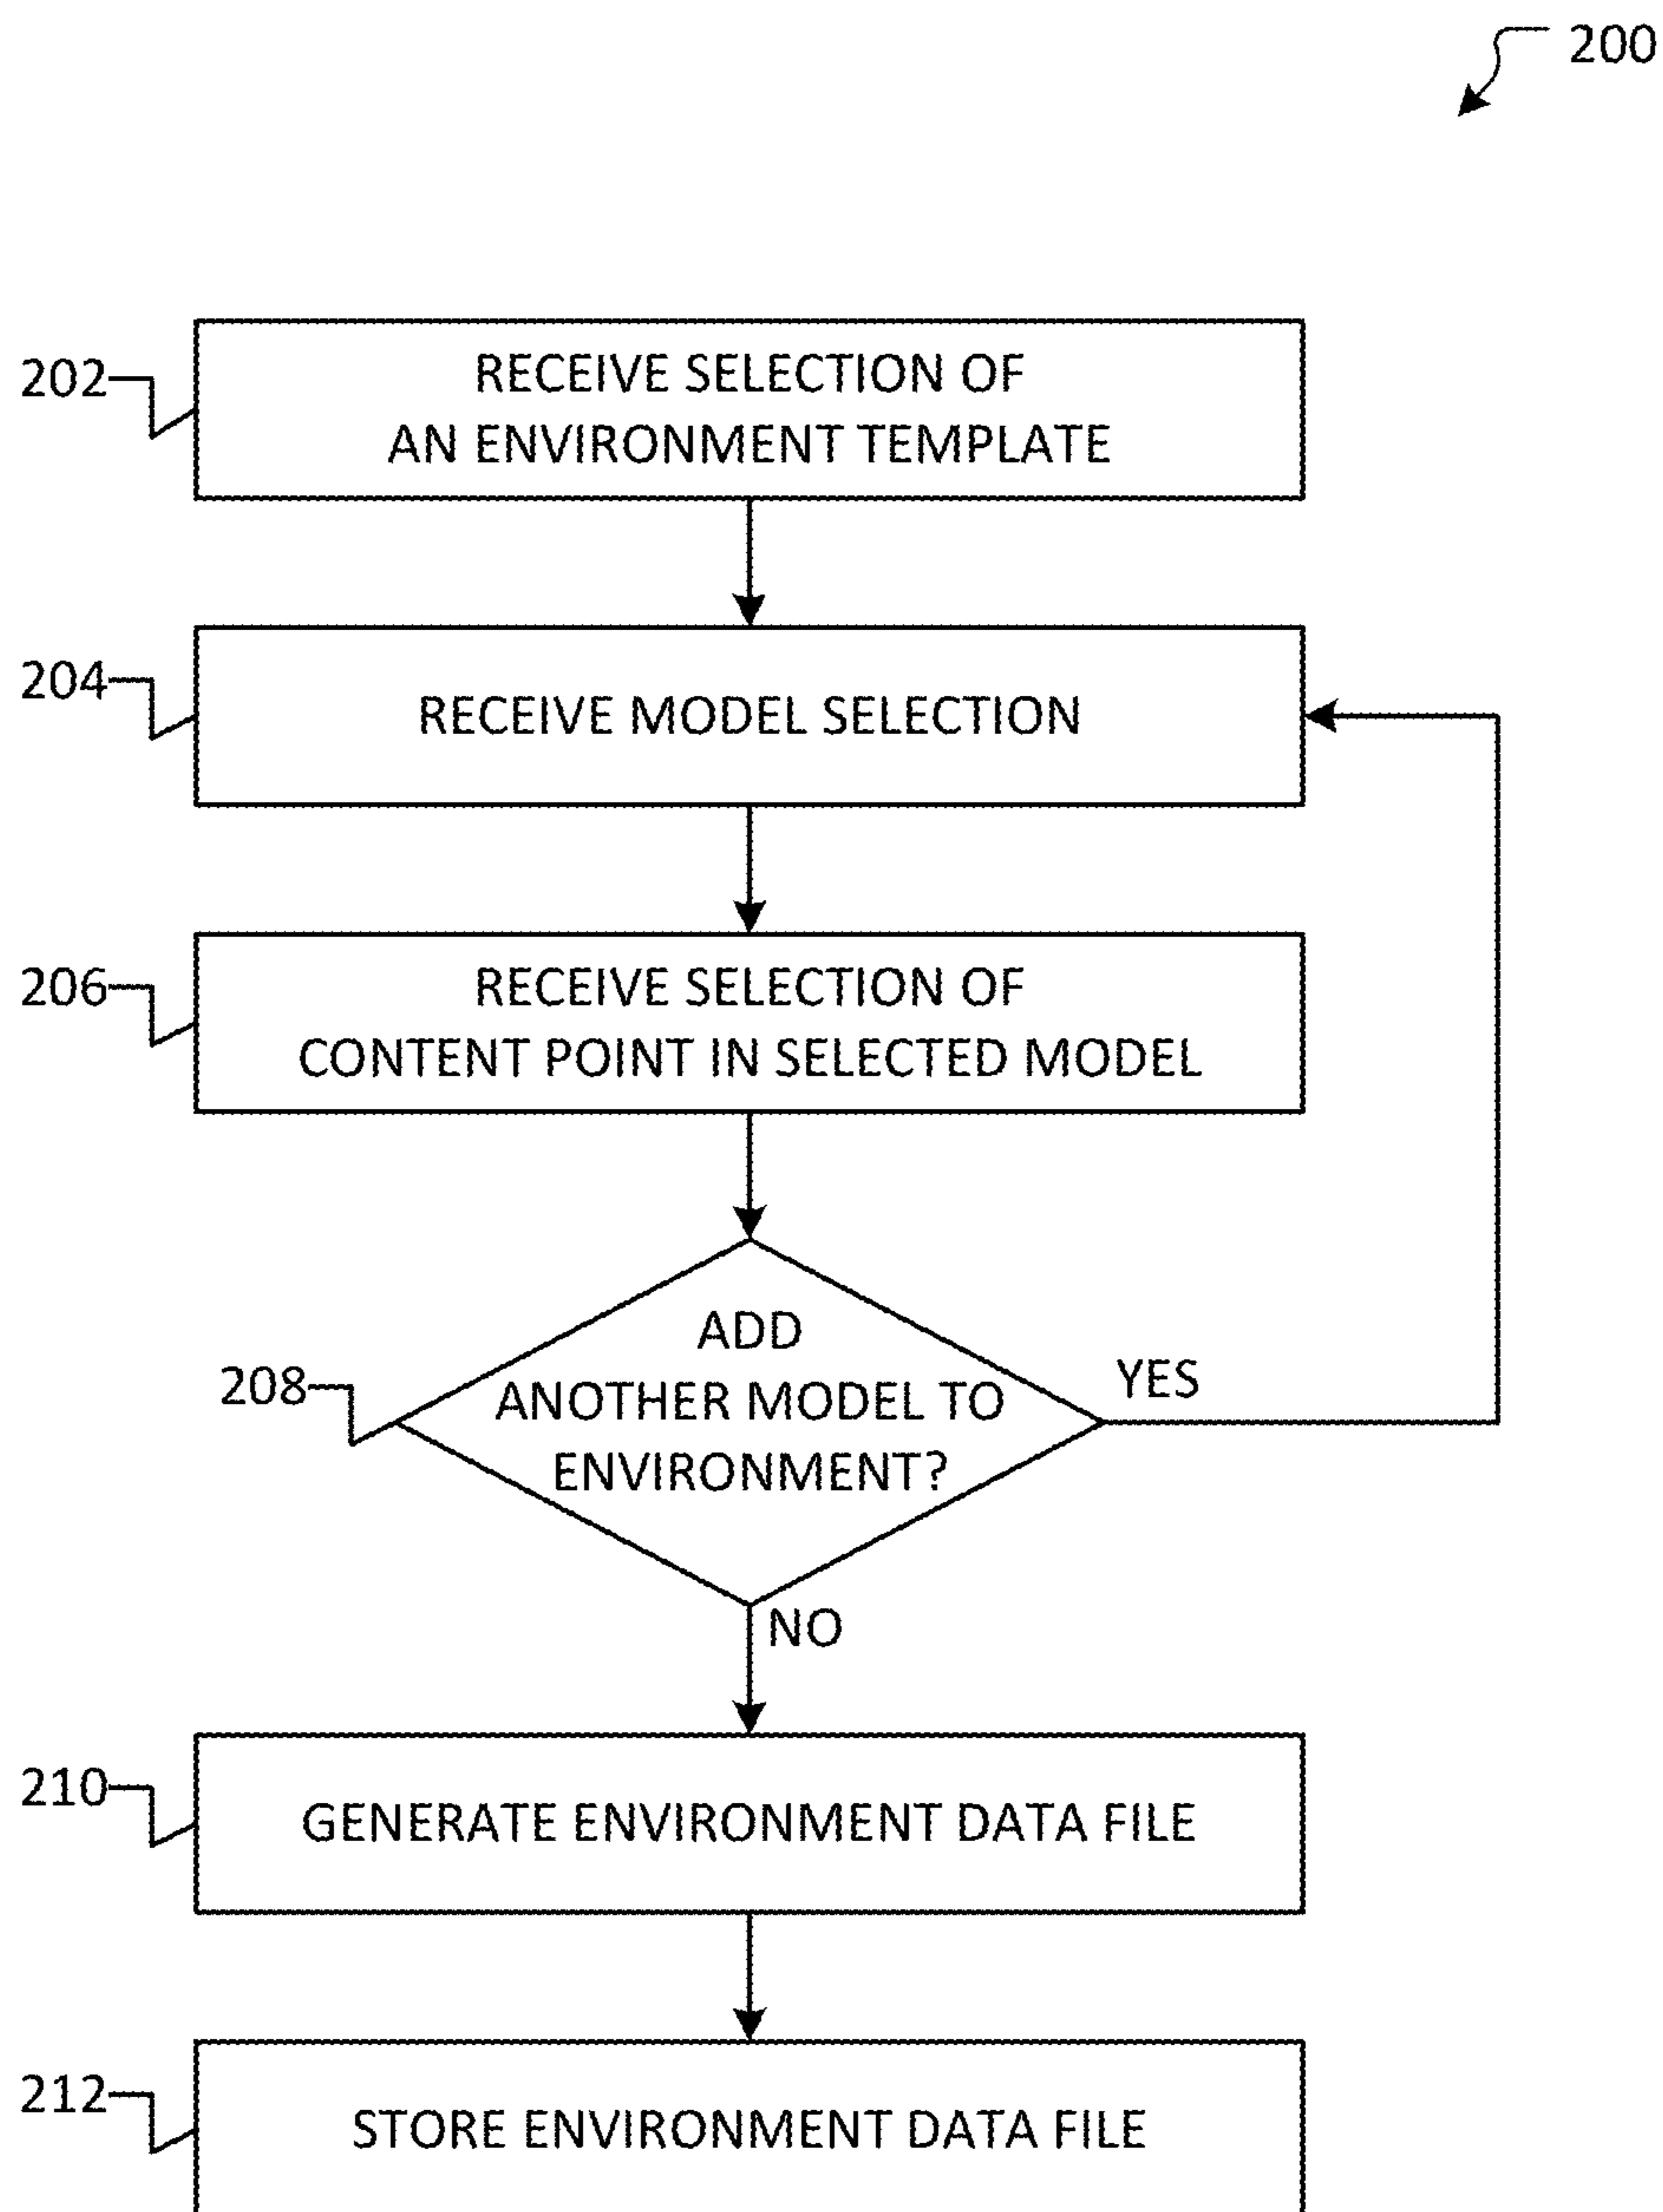 200
202
RECEIVE SELECTION OF
AN ENVIRONMENT TEMPLATE
204
RECEIVE MODEL SELECTION
206
RECEIVE SELECTION OF
CONTENT POINT IN SELECTED MODEL
208
ADD
ANOTHER MODEL TO
ENVIRONMENT?
YES
NO
210
GENERATE ENVIRONMENT DATA FILE
212
STORE ENVIRONMENT DATA FILE